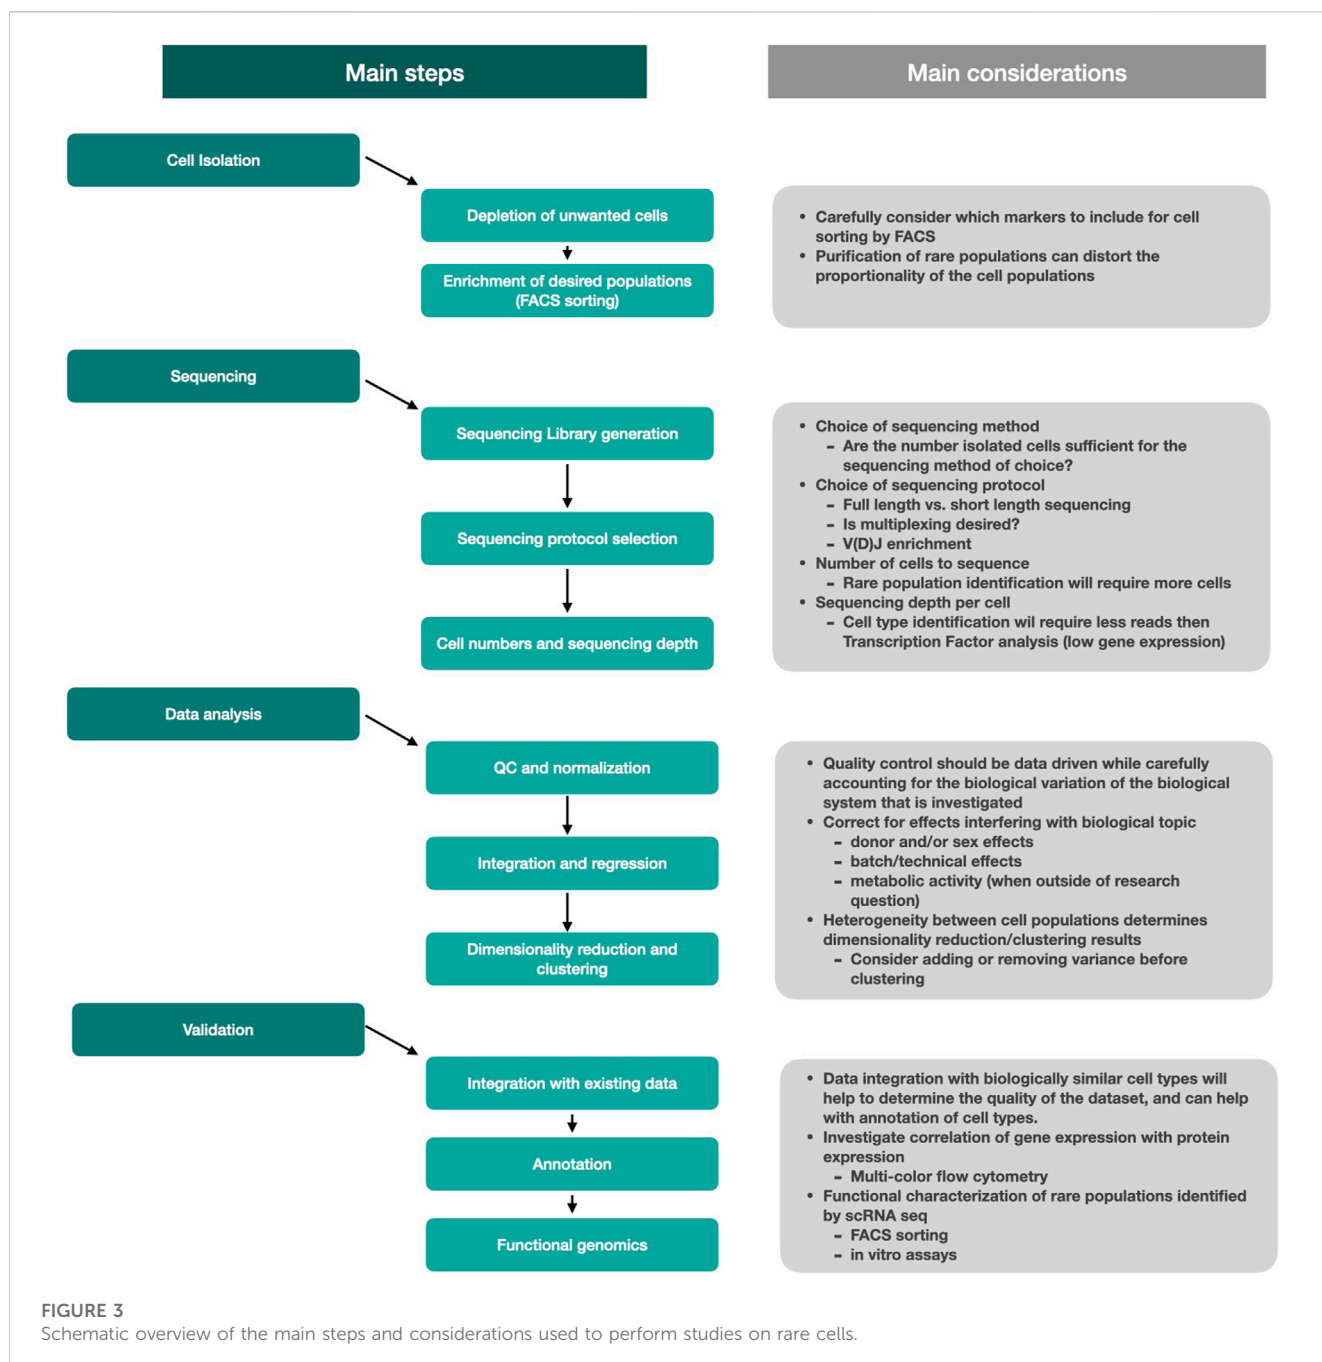 Main steps
Main considerations
Cell Isolation
Depletion of unwanted cells
Enrichment of desired populations
(FACS sorting)
• Carefully consider which markers to include for cell
sorting by FACS
• Purification of rare populations can distort the
proportionality of the cell populations
Sequencing
Sequencing Library generation
Sequencing protocol selection
Cell numbers and sequencing depth
• Choice of sequencing method
- Are the number isolated cells sufficient for the
sequencing method of choice?
• Choice of sequencing protocol
- Full length vs. short length sequencing
- Is multiplexing desired?
- V(D)J enrichment
• Number of cells to sequence
- Rare population identification will require more cells
• Sequencing depth per cell
- Cell type identification wil require less reads then
Transcription Factor analysis (low gene expression)
Data analysis
QC and normalization
Integration and regression
Dimensionality reduction and
clustering
• Quality control should be data driven while carefully
accounting for the biological variation of the biological
system that is investigated
• Correct for effects interfering with biological topic
- donor and/or sex effects
- batch/technical effects
- metabolic activity (when outside of research
question)
• Heterogeneity between cell populations determines
dimensionality reduction/clustering results
- Consider adding or removing variance before
clustering
Validation
Integration with existing data
Annotation
Functional genomics
• Data integration with biologically similar cell types will
help to determine the quality of the dataset, and can help
with annotation of cell types.
• Investigate correlation of gene expression with protein
expression
- Multi-color flow cytometry
• Functional characterization of rare populations identified
by scRNA seq
- FACS sorting
- in vitro assays
FIGURE 3
Schematic overview of the main steps and considerations used to perform studies on rare cells.